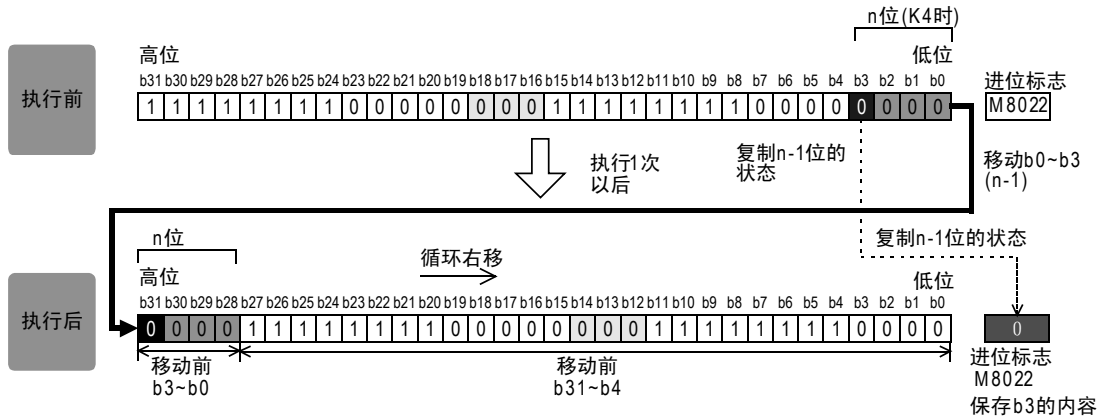 n位(K4时)
高位 低位
b31 b30 b29 b28 b27 b26 b25 b24 b23 b22 b21 b20 b19 b18 b17 b16 b15 b14 b13 b12 b11 b10 b9 b8 b7 b6 b5 b4 b3 b2 b1 b0
进位标志
执行前
1 1 1 1 1 1 1 1 0 0 0 0 0 0 0 0 1 1 1 1 1 1 1 1 0 0 0 0 0 0 0 0
M8022
执行1次
以后
复制n-1位的
状态
移动b0~b3
(n-1)
n位
循环右移
复制n-1位的状态
高位 低位
b31 b30 b29 b28 b27 b26 b25 b24 b23 b22 b21 b20 b19 b18 b17 b16 b15 b14 b13 b12 b11 b10 b9 b8 b7 b6 b5 b4 b3 b2 b1 b0
执行后
0 0 0 0 1 1 1 1 1 1 1 1 0 0 0 0 0 0 0 0 1 1 1 1 1 1 1 1 0 0 0 0
0
移动前
b3~b0
移动前
b31~b4
进位标志
M8022
保存b3的内容